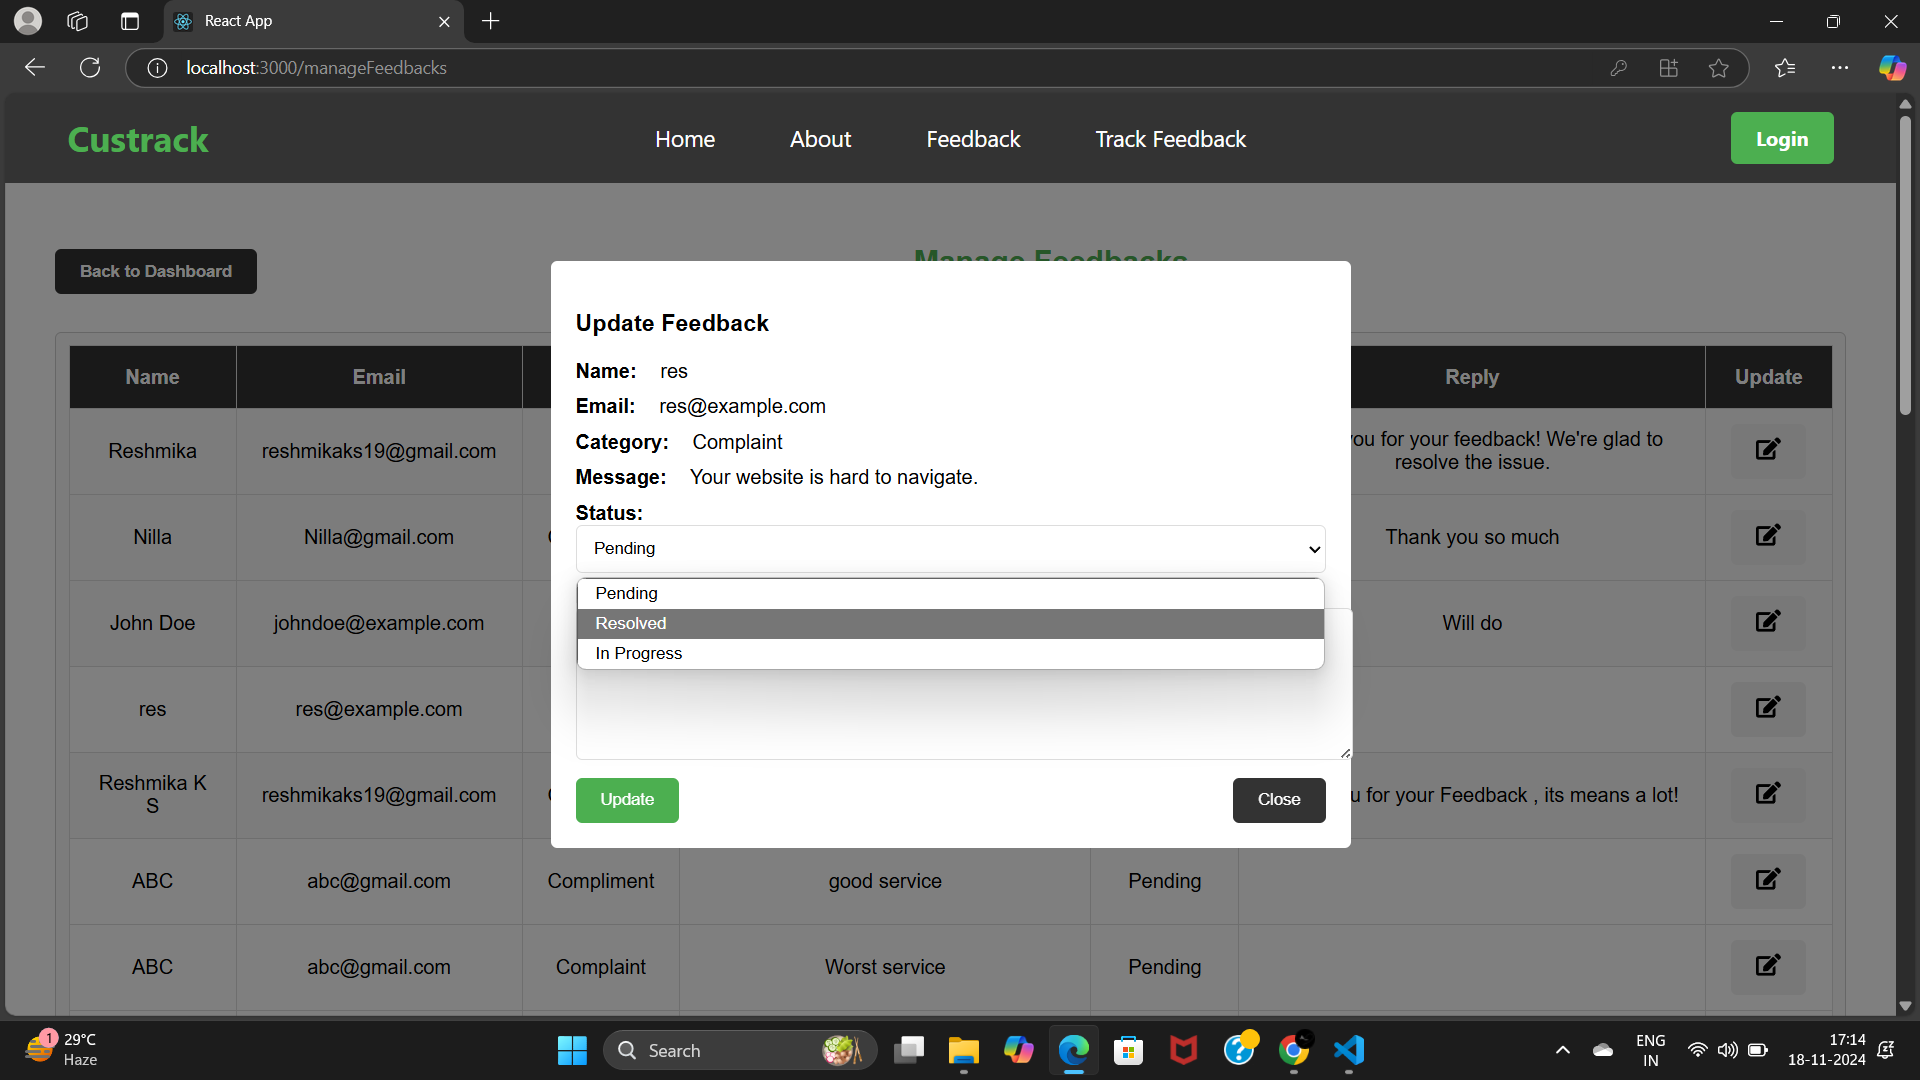 React App
localhost:3000/manageFeedbacks
Custrack
Home
About
Feedback
Track Feedback
Login
Back to Dashboard
Manage Feedbacks
Name
Email
Reply
Update
Reshmika
reshmikaks19@gmail.com
you for your feedback! We're glad to
resolve the issue.
Nilla
Nilla@gmail.com
Thank you so much
John Doe
johndoe@example.com
Will do
res
res@example.com
Reshmika K
S
reshmikaks19@gmail.com
u for your Feedback , its means a lot!
ABC
abc@gmail.com
Compliment
good service
Pending
ABC
abc@gmail.com
Complaint
Worst service
Pending
Update Feedback
Name: res
Email: res@example.com
Category: Complaint
Message: Your website is hard to navigate.
Status:
Pending
Pending
Resolved
In Progress
Update
Close
1
29°C
Haze
Search
ENG
IN
17:14
18-11-2024